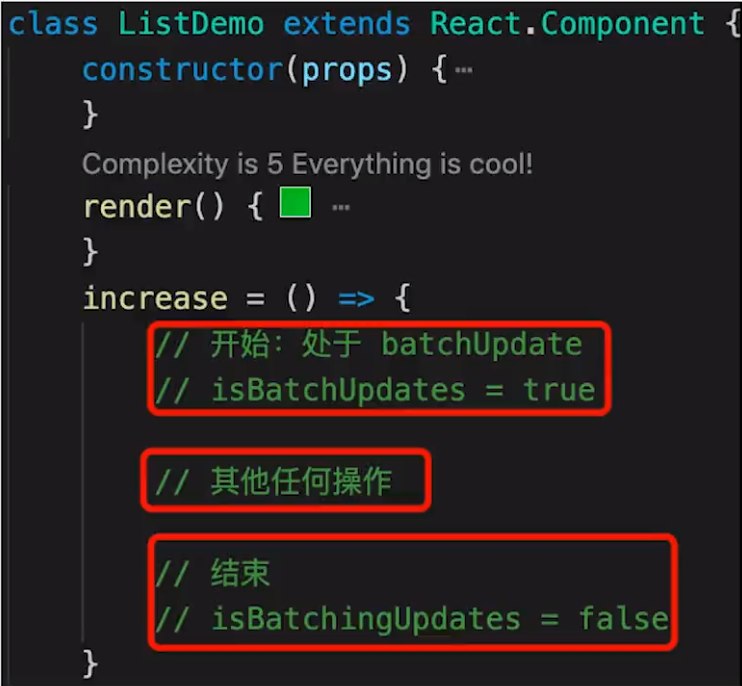 class ListDemo extends React.Component {
constructor(props) {…
}
Complexity is 5 Everything is cool!
render() { …
}
increase = () => {
// 开始：处于 batchUpdate
// isBatchUpdates = true
// 其他任何操作
// 结束
// isBatchingUpdates = false
}